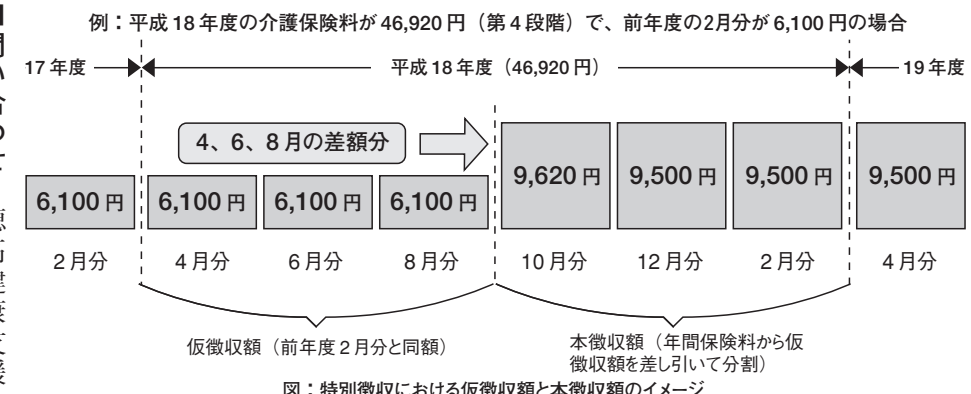 例：平成18年度の介護保険料が46,920円（第4段階）で、前年度の2月分が6,100円の場合
17年度
平成18年度（46,920円）
19年度
4、6、8月の差額分
6,100円
6,100円
6,100円
6,100円
9,620円
9,500円
9,500円
9,500円
2月分
4月分
6月分
8月分
10月分
12月分
2月分
4月分
仮徴収額（前年度2月分と同額）
本徴収額（年間保険料から仮
徴収額を差し引いて分割）
図：特別徴収における仮徴収額と本徴収額のイメージ